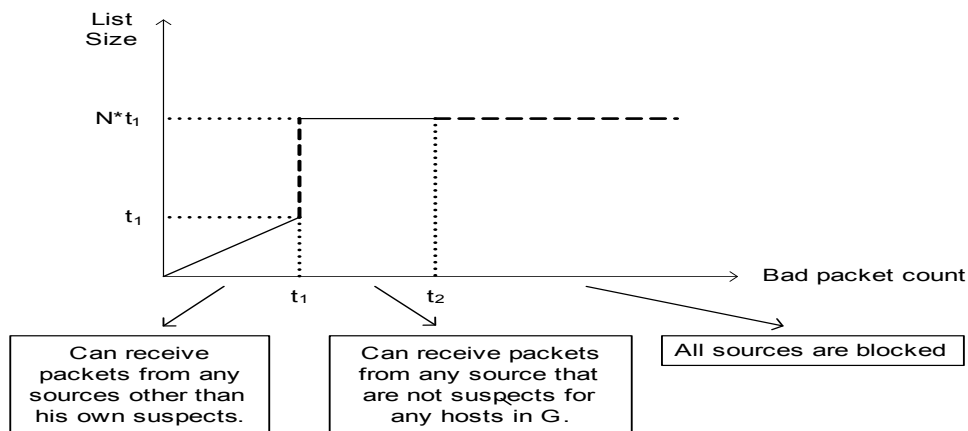 List
Size
N*t₁
t₁
t₁
t₂
Bad packet count
Can receive
packets from any
sources other than
his own suspects.
Can receive packets
from any source that
are not suspects for
any hosts in G.
All sources are blocked